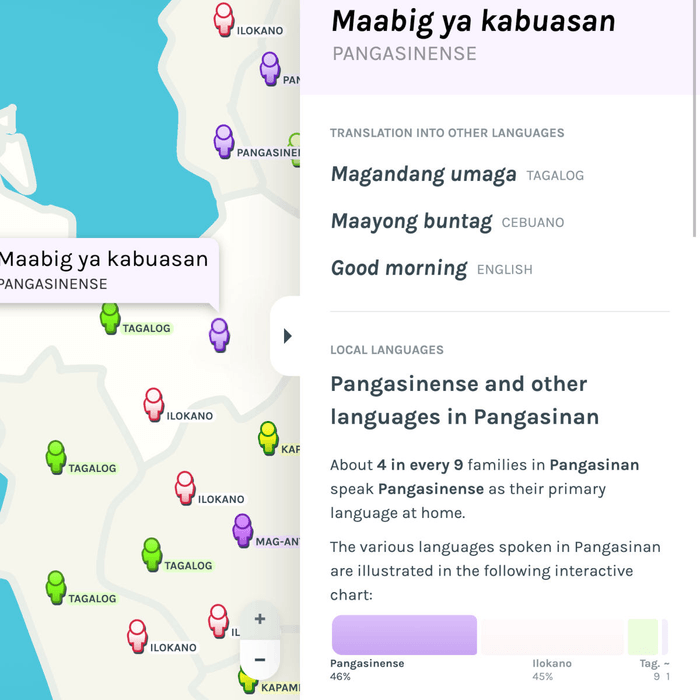 ILOKANO
PAN
PANGASINE
Maabig ya kabuasan
PANGASINENSE
TAGALOG
ILOKANO
KAP
TAGALOG
ILOKANO
MAG-AN
TAGALOG
TAGALOG
IL
ILOKANO
+
−
KAPAM
Maabig ya kabuasan
PANGASINENSE
TRANSLATION INTO OTHER LANGUAGES
Magandang umaga TAGALOG
Maayong buntag CEBUANO
Good morning ENGLISH
LOCAL LANGUAGES
Pangasinense and other
languages in Pangasinan
About 4 in every 9 families in Pangasinan
speak Pangasinense as their primary
language at home.
The various languages spoken in Pangasinan
are illustrated in the following interactive
chart:
Pangasinense Ilokano Tag. ~
46% 45% 9 1